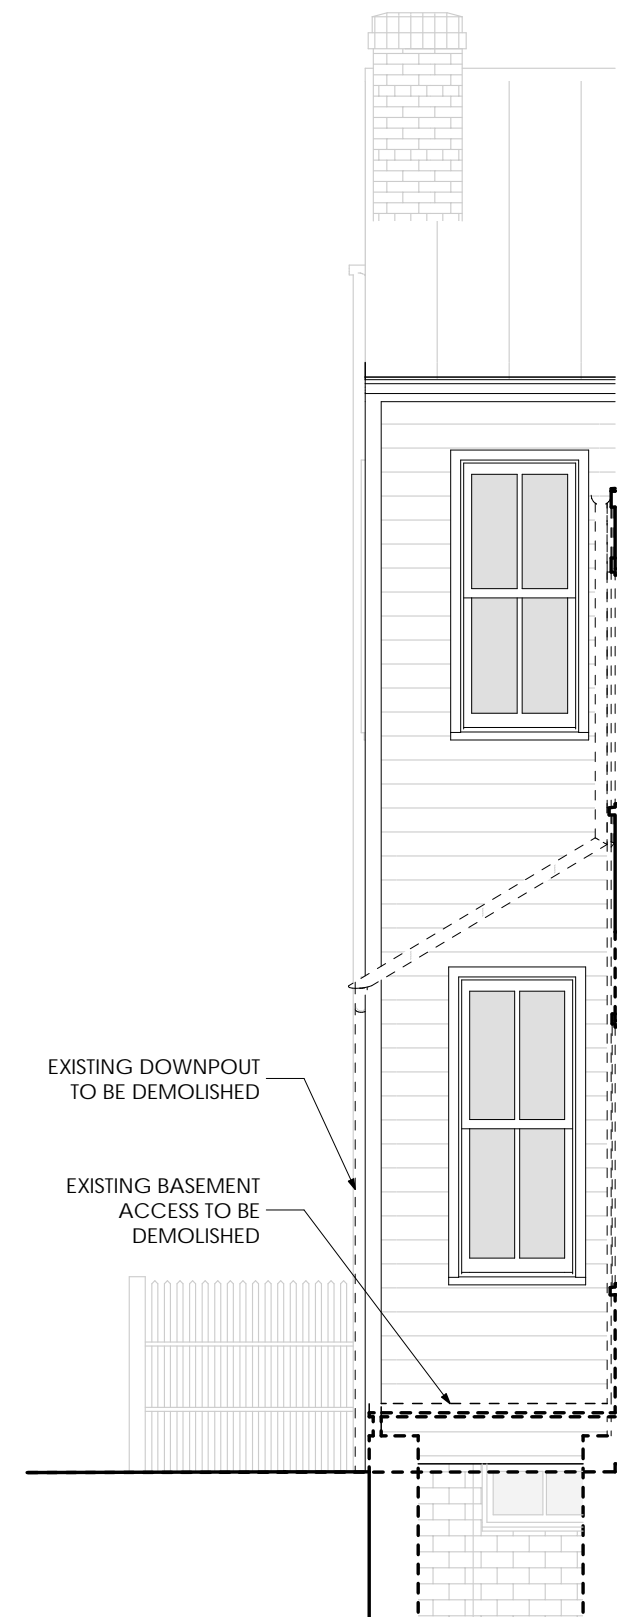 EXISTING DOWNPOUT
TO BE DEMOLISHED
EXISTING BASEMENT
ACCESS TO BE
DEMOLISHED